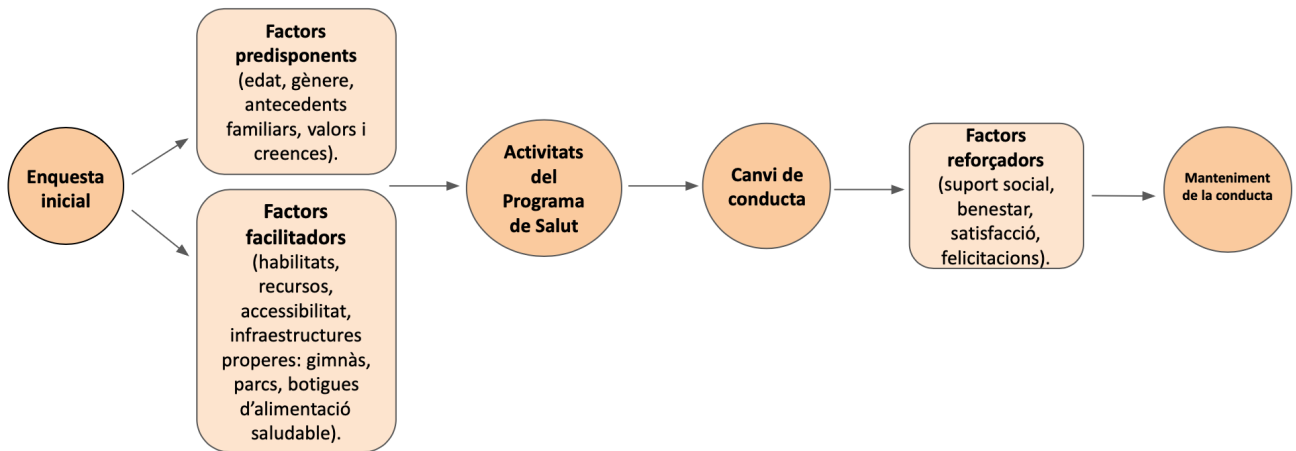 Enquesta
inicial
Factors
predisponents
(edat, gènere,
antecedents
familiars, valors i
creences).
Factors
facilitadors
(habilitats,
recursos,
accessibilitat,
infraestructures
properes: gimnàs,
parcs, botigues
d’alimentació
saludable).
Activitats
del
Programa
de Salut
Canvi de
conducta
Factors
reforçadors
(suport social,
benestar,
satisfacció,
felicitacions).
Manteniment
de la conducta